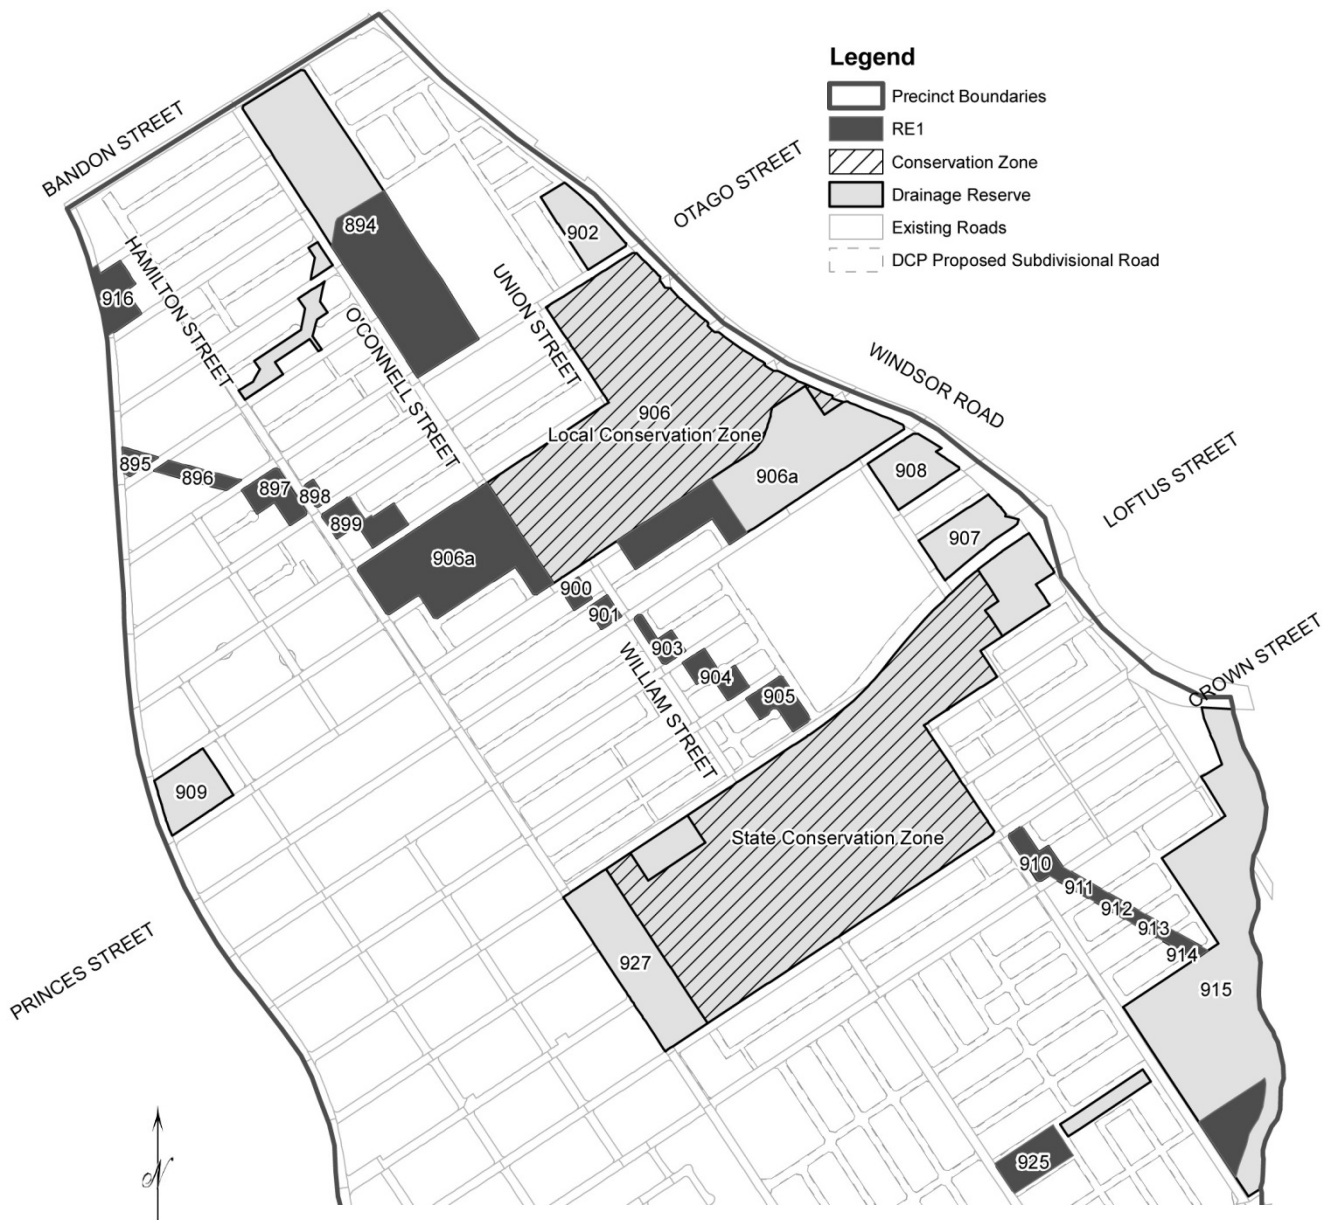 Legend
Precinct Boundaries
RE1
Conservation Zone
Drainage Reserve
Existing Roads
DCP Proposed Subdivisional Road
BANDON STREET
OTAGO STREET
HAMILTON STREET
O'CONNELL STREET
UNION STREET
WINDSOR ROAD
LOFTUS STREET
CROWN STREET
WILLIAM STREET
PRINCES STREET
894
902
916
906
Local Conservation Zone
906a
908
895
896
897
898
899
907
906a
900
901
903
904
905
909
State Conservation Zone
910
911
912
913
914
927
915
925
N